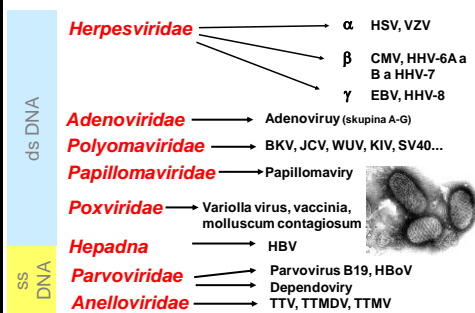 ds DNA
Herpesviridae
α HSV, VZV
β CMV, HHV-6A a
B a HHV-7
γ EBV, HHV-8
Adenoviridae Adenoviruy (skupina A-G)
Polyomaviridae BKV, JCV, WUV, KIV, SV40...
Papillomaviridae Papillomaviry
Poxviridae Variolla virus, vaccinia,
molluscum contagiosum
Hepadna HBV
ss
DNA
Parvoviridae Parvovirus B19, HBoV
Dependoviry
Anelloviridae TTV, TTMDV, TTMV